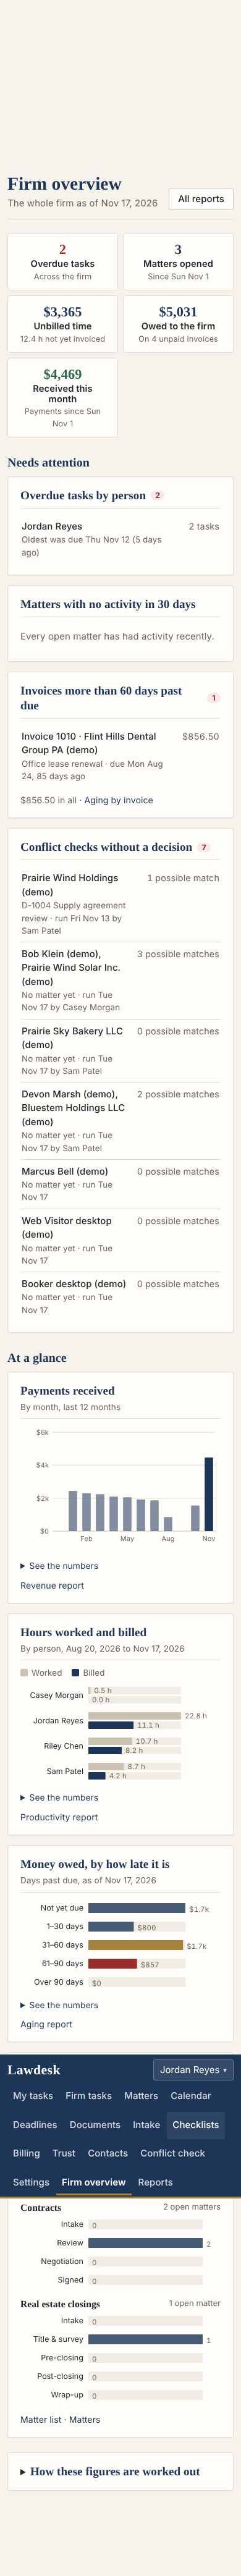 Firm overview
The whole firm as of Nov 17, 2026
All reports
2
Overdue tasks
Across the firm
3
Matters opened
Since Sun Nov 1
$3,365
Unbilled time
12.4 h not yet invoiced
$5,031
Owed to the firm
On 4 unpaid invoices
$4,469
Received this
month
Payments since Sun
Nov 1
Needs attention
Overdue tasks by person 2
Jordan Reyes 2 tasks
Oldest was due Thu Nov 12 (5 days
ago)
Matters with no activity in 30 days
Every open matter has had activity recently.
Invoices more than 60 days past
due 1
Invoice 1010 · Flint Hills Dental $856.50
Group PA (demo)
Office lease renewal · due Mon Aug
24, 85 days ago
$856.50 in all · Aging by invoice
Conflict checks without a decision 7
Prairie Wind Holdings 1 possible match
(demo)
D-1004 Supply agreement
review · run Fri Nov 13 by
Sam Patel
Bob Klein (demo), 3 possible matches
Prairie Wind Solar Inc.
(demo)
No matter yet · run Tue
Nov 17 by Casey Morgan
Prairie Sky Bakery LLC 0 possible matches
(demo)
No matter yet · run Tue
Nov 17 by Sam Patel
Devon Marsh (demo), 2 possible matches
Bluestem Holdings LLC
(demo)
No matter yet · run Tue
Nov 17 by Sam Patel
Marcus Bell (demo) 0 possible matches
No matter yet · run Tue
Nov 17
Web Visitor desktop 0 possible matches
(demo)
No matter yet · run Tue
Nov 17
Booker desktop (demo) 0 possible matches
No matter yet · run Tue
Nov 17
At a glance
Payments received
By month, last 12 months
$6k
$4k
$2k
$0
Feb May Aug Nov
See the numbers
Revenue report
Hours worked and billed
By person, Aug 20, 2026 to Nov 17, 2026
Worked Billed
Casey Morgan 0.5 h
0.0 h
Jordan Reyes 22.8 h
11.1 h
Riley Chen 10.7 h
8.2 h
Sam Patel 8.7 h
4.2 h
See the numbers
Productivity report
Money owed, by how late it is
Days past due, as of Nov 17, 2026
Not yet due $1.7k
1–30 days $800
31–60 days $1.7k
61–90 days $857
Over 90 days $0
See the numbers
Aging report
Lawdesk Jordan Reyes
My tasks Firm tasks Matters Calendar
Deadlines Documents Intake Checklists
Billing Trust Contacts Conflict check
Settings Firm overview Reports
Contracts 2 open matters
Intake 0
Review 2
Negotiation 0
Signed 0
Real estate closings 1 open matter
Intake 0
Title & survey 1
Pre-closing 0
Post-closing 0
Wrap-up 0
Matter list · Matters
How these figures are worked out